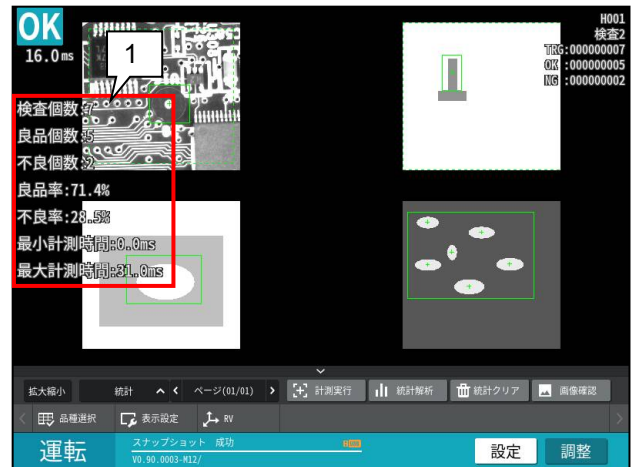 OK
16.0ms
1
H001
検査2
TRG:000000007
OK :000000005
NG :000000002
検査個数:7
良品個数:5
不良個数:2
良品率:71.4%
不良率:28.5%
最小計測時間:0.0ms
最大計測時間:31.0ms
拡大縮小 統計 ページ(01/01) 計測実行 統計解析 統計クリア 画像確認
品種選択 表示設定 RV
運転 スナップショット 成功 設定 調整
V0.90.0003-M12/